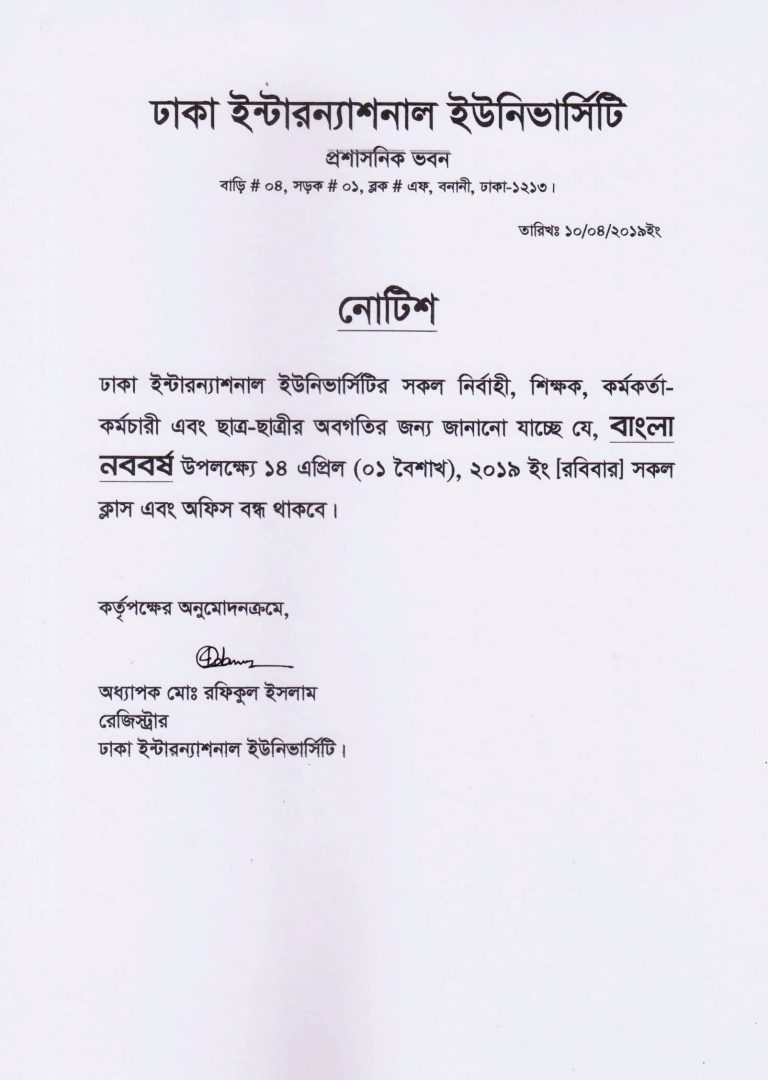 ঢাকা ইন্টারন্যাশনাল ইউনিভার্সিটি
প্রশাসনিক ভবন
বাড়ি # ০৪, সড়ক # ০১, ব্লক # এফ, বনানী, ঢাকা-১২১৩।
তারিখঃ ১০/০৪/২০১৯ইং
নোটিশ
ঢাকা ইন্টারন্যাশনাল ইউনিভার্সিটির সকল নির্বাহী, শিক্ষক, কর্মকর্তা-
কর্মচারী এবং ছাত্র-ছাত্রীর অবগতির জন্য জানানো যাচ্ছে যে, বাংলা
নববর্ষ উপলক্ষ্যে ১৪ এপ্রিল (০১ বৈশাখ), ২০১৯ ইং [রবিবার] সকল
ক্লাস এবং অফিস বন্ধ থাকবে।
কর্তৃপক্ষের অনুমোদনক্রমে,
অধ্যাপক মোঃ রফিকুল ইসলাম
রেজিস্ট্রার
ঢাকা ইন্টারন্যাশনাল ইউনিভার্সিটি।